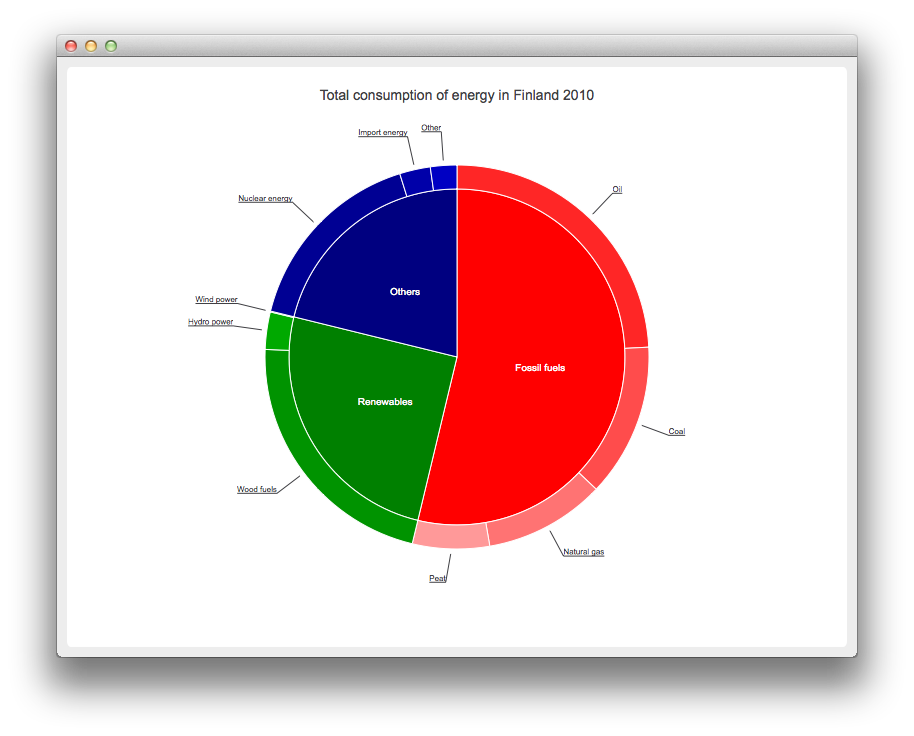 Total consumption of energy in Finland 2010
Other
Import energy
Oil
Nuclear energy
Others
Wind power
Hydro power
Fossil fuels
Renewables
Coal
Wood fuels
Natural gas
Peat